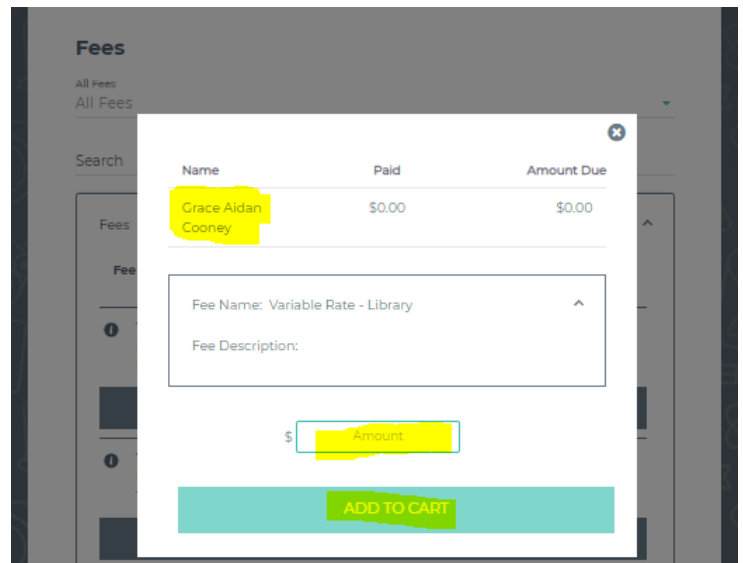 Fees
All Fees
All Fees
Search
Name Paid Amount Due
Grace Aidan $0.00 $0.00
Cooney
Fees
Fee
Fee Name: Variable Rate - Library
Fee Description:
$ Amount
ADD TO CART